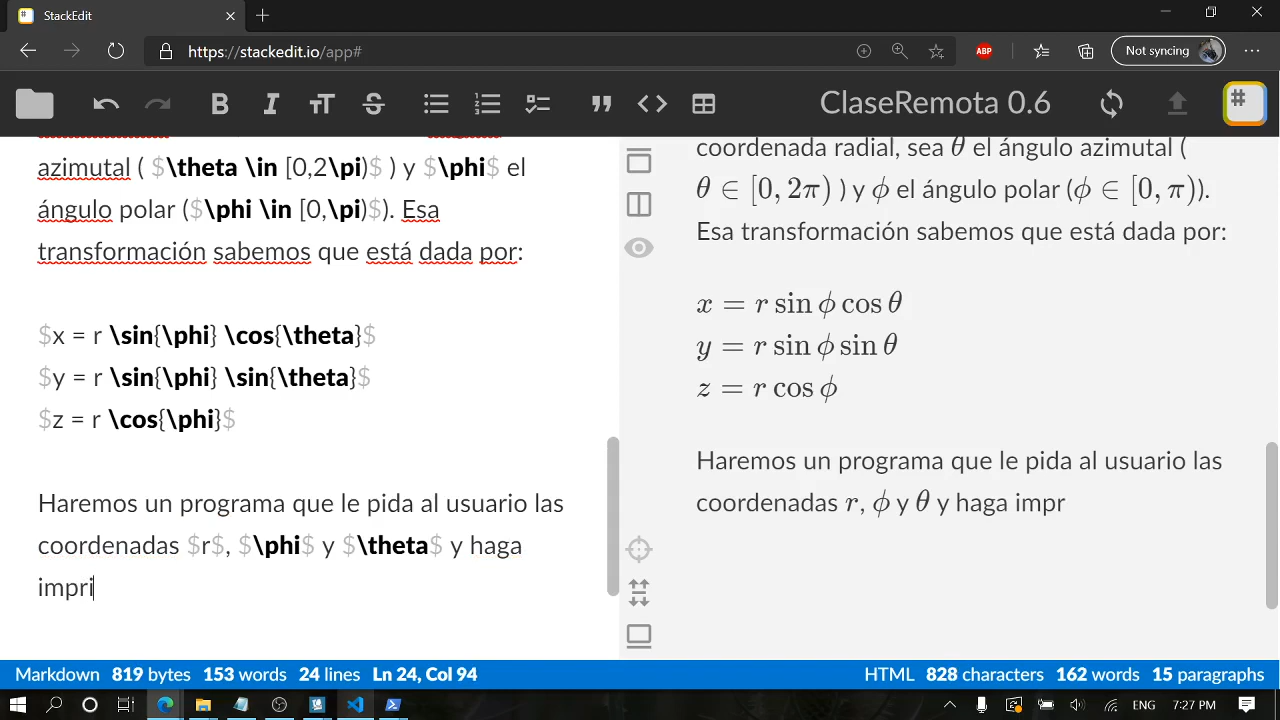 StackEdit
https://stackedit.io/app#
ABP
Not syncing
ClaseRemota 0.6
azimutal ( $\theta \in [0,2\pi)$ ) y $\phi$ el
ángulo polar ($\phi \in [0,\pi)$). Esa
transformación sabemos que está dada por:
$x = r \sin{\phi} \cos{\theta}$
$y = r \sin{\phi} \sin{\theta}$
$z = r \cos{\phi}$
Haremos un programa que le pida al usuario las
coordenadas $r$, $\phi$ y $\theta$ y haga
impri
coordenada radial, sea θ el ángulo azimutal (
θ ∈ [0, 2π) ) y ϕ el ángulo polar (ϕ ∈ [0, π)).
Esa transformación sabemos que está dada por:
x = r sin ϕ cos θ
y = r sin ϕ sin θ
z = r cos ϕ
Haremos un programa que le pida al usuario las
coordenadas r, ϕ y θ y haga impr
Markdown 819 bytes 153 words 24 lines Ln 24, Col 94
HTML 828 characters 162 words 15 paragraphs
ENG 7:27 PM